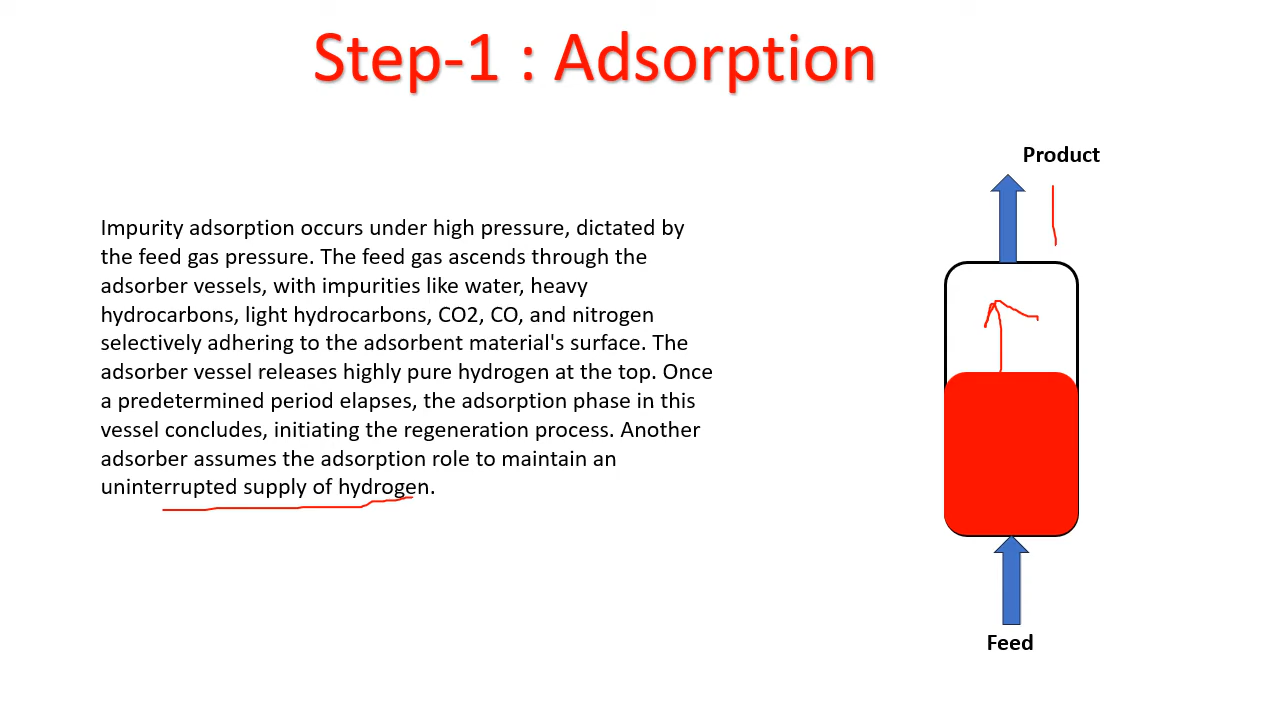 Step-1 : Adsorption
Product
Impurity adsorption occurs under high pressure, dictated by
the feed gas pressure. The feed gas ascends through the
adsorber vessels, with impurities like water, heavy
hydrocarbons, light hydrocarbons, CO2, CO, and nitrogen
selectively adhering to the adsorbent material's surface. The
adsorber vessel releases highly pure hydrogen at the top. Once
a predetermined period elapses, the adsorption phase in this
vessel concludes, initiating the regeneration process. Another
adsorber assumes the adsorption role to maintain an
uninterrupted supply of hydrogen.
Feed